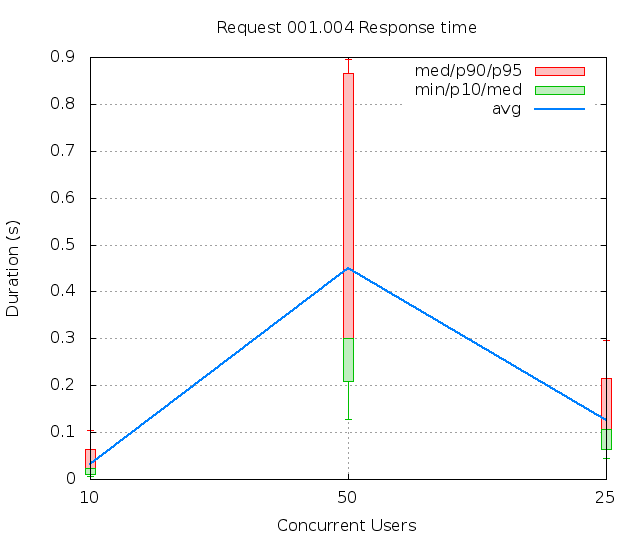 Request 001.004 Response time
0.9
0.8
0.7
0.6
0.5
0.4
0.3
0.2
0.1
0
Duration (s)
med/p90/p95
min/p10/med
avg
10 50 25
Concurrent Users